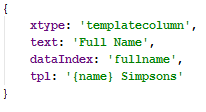 {
xtype: 'templatecolumn',
text: 'Full Name',
dataIndex: 'fullname',
tpl: '{name} Simpsons'
}